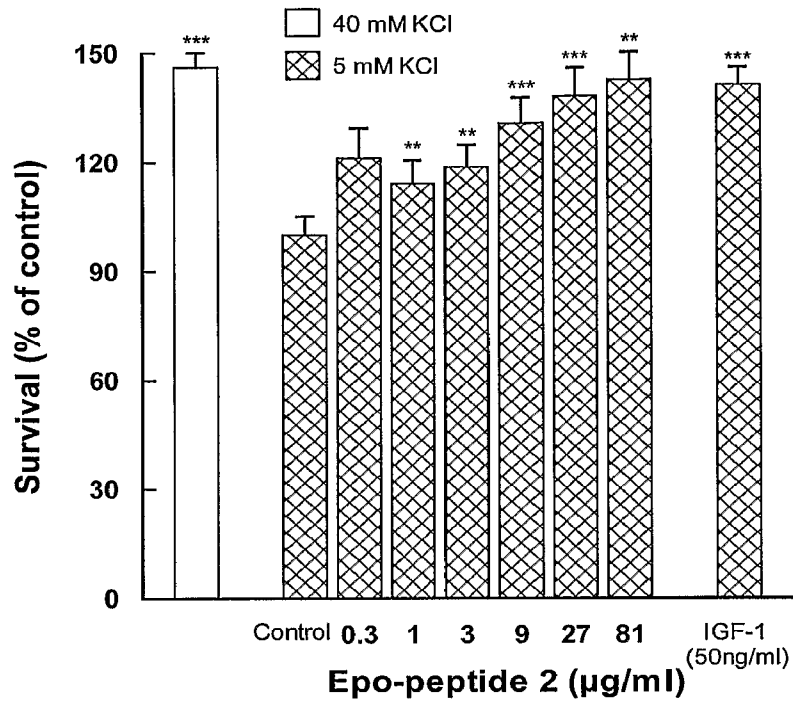 40 mM KCl
5 mM KCl
Survival (% of control)
150
120
90
60
30
0
***
**
**
***
***
**
***
Control 0.3 1 3 9 27 81 IGF-1
(50ng/ml)
Epo-peptide 2 (µg/ml)